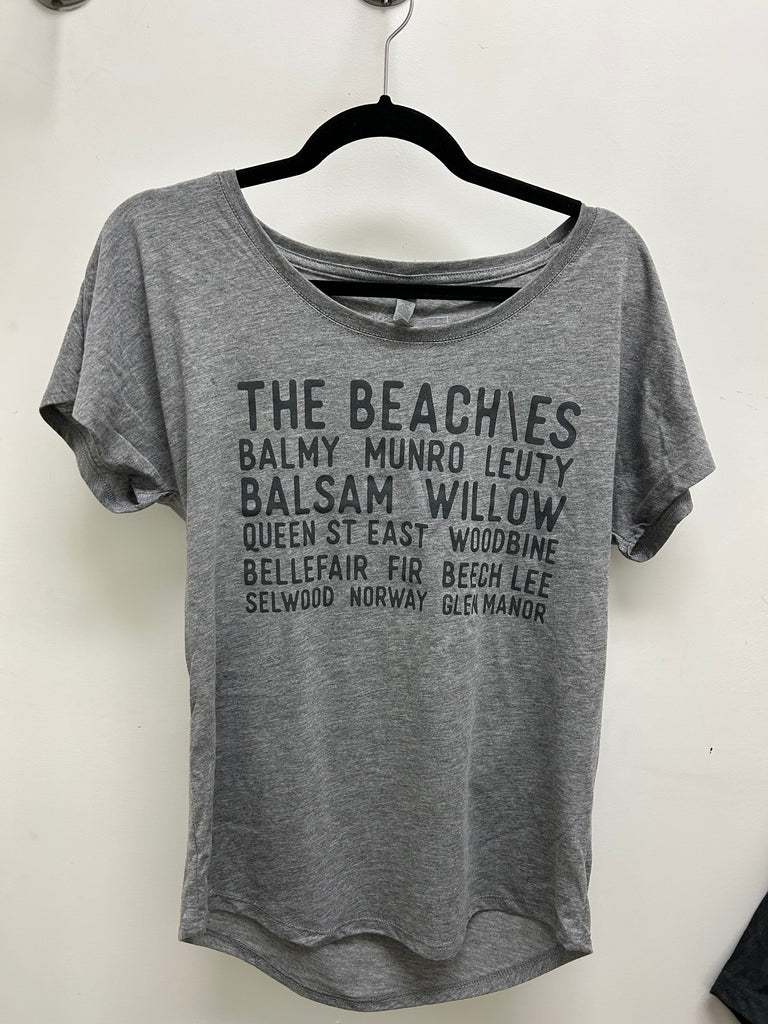 THE BEACH\ES
BALMY MUNRO LEUTY
BALSAM WILLOW
QUEEN ST EAST WOODBINE
BELLEFAIR FIR BEECH LEE
SELWOOD NORWAY GLEN MANOR